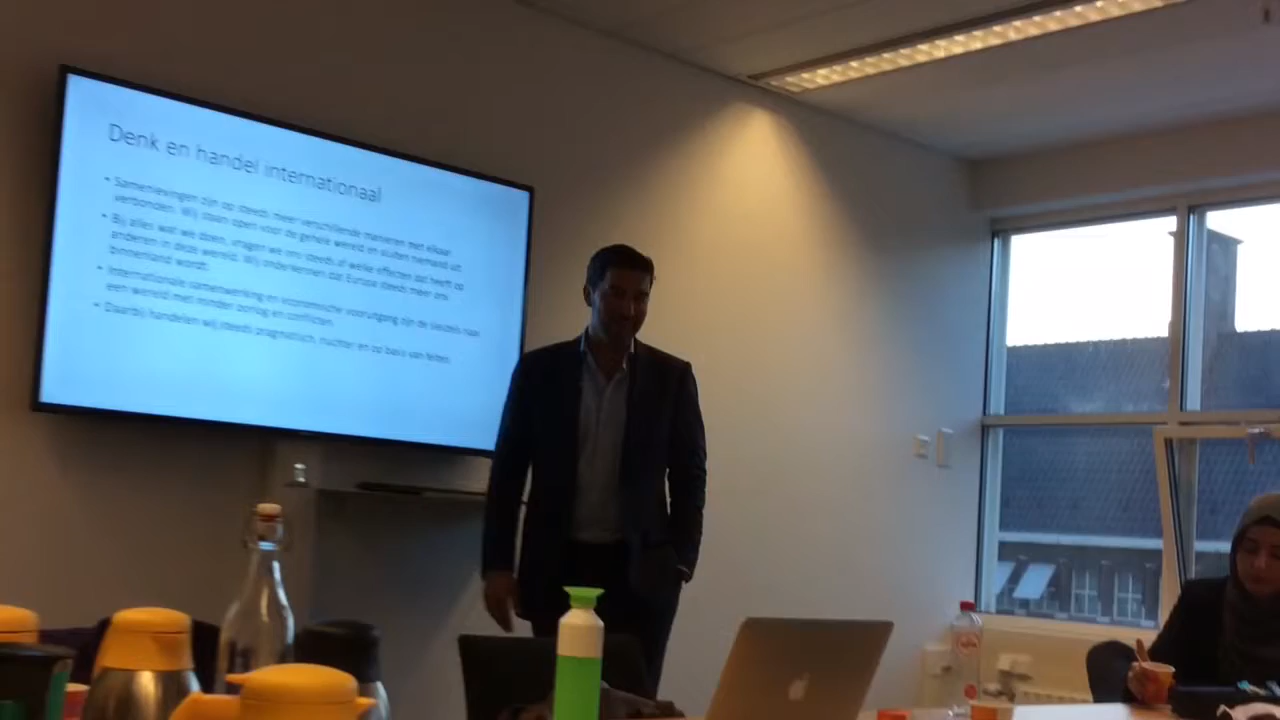 Denk en handel internationaal
• Samenlevingen zijn op steeds meer verschillende manieren met elkaar
verbonden. Wij staan open voor de gehele wereld en sluiten niemand uit.
• Bij alles wat we doen, vragen we ons steeds af welke effecten dat heeft op
anderen in deze wereld. Wij onderkennen dat Europa steeds meer ons
binnenland wordt.
• Internationale samenwerking en economische vooruitgang zijn de sleutels naar
een wereld met minder oorlog en conflicten.
• Daarbij handelen wij steeds pragmatisch, nuchter en op basis van feiten.